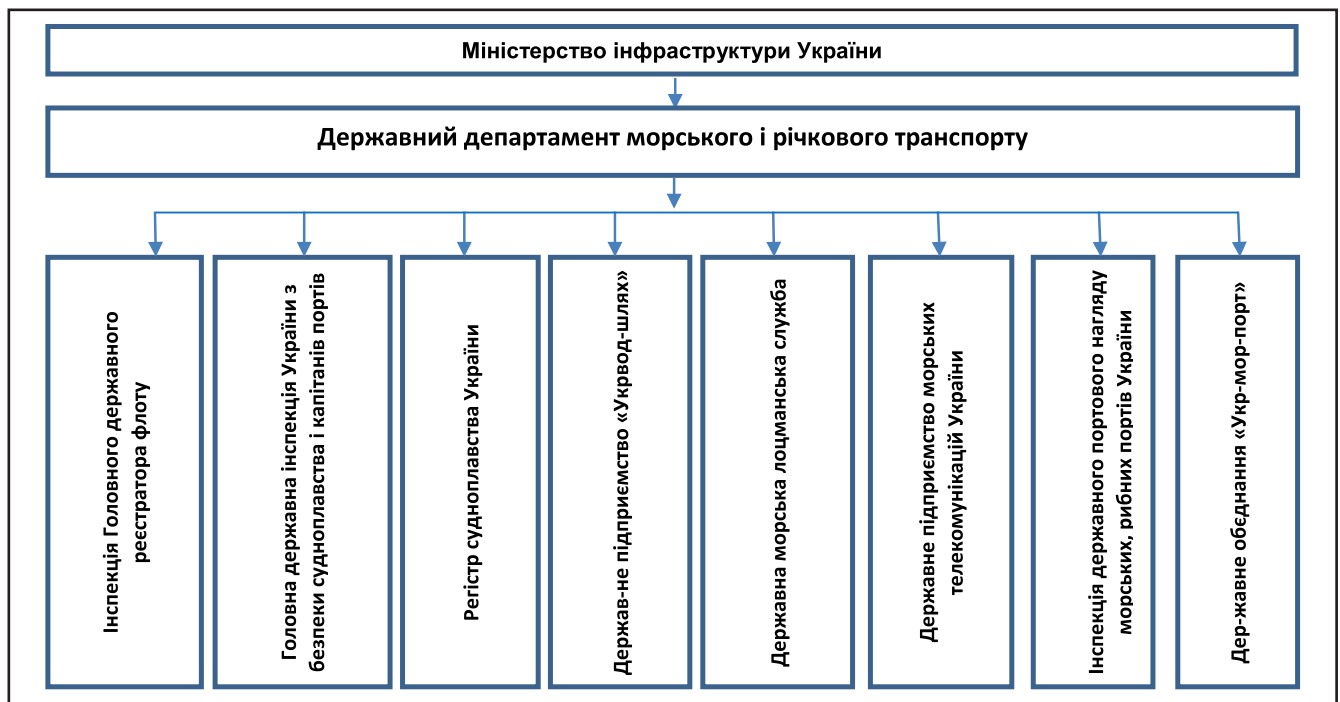 Міністерство інфраструктури України
Державний департамент морського і річкового транспорту
Інспекція Головного державного
реєстратора флоту
Головна державна інспекція України з
безпеки судноплавства і капітанів портів
Регістр судноплавства України
Держав-не підприємство «Укрвод-шлях»
Державна морська лоцманська служба
Державне підприємство морських
телекомунікацій України
Інспекція державного портового нагляду
морських, рибних портів України
Дер-жавне обєднання «Укр-мор-порт»